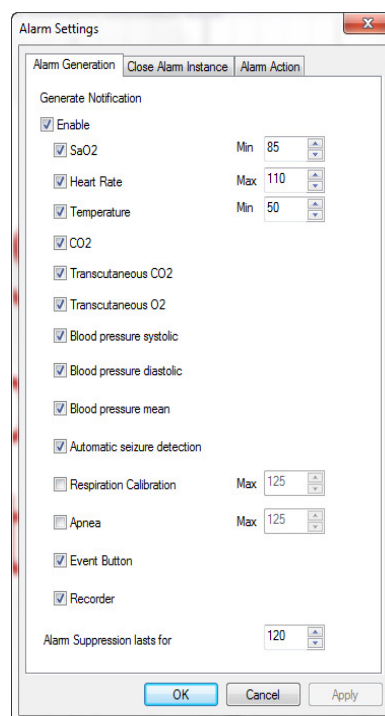 Alarm Settings
Alarm Generation Close Alarm Instance Alarm Action
Generate Notification
Enable
SaO2 Min 85
Heart Rate Max 110
Temperature Min 50
CO2
Transcutaneous CO2
Transcutaneous O2
Blood pressure systolic
Blood pressure diastolic
Blood pressure mean
Automatic seizure detection
Respiration Calibration Max 125
Apnea Max 125
Event Button
Recorder
Alarm Suppression lasts for 120
OK Cancel Apply